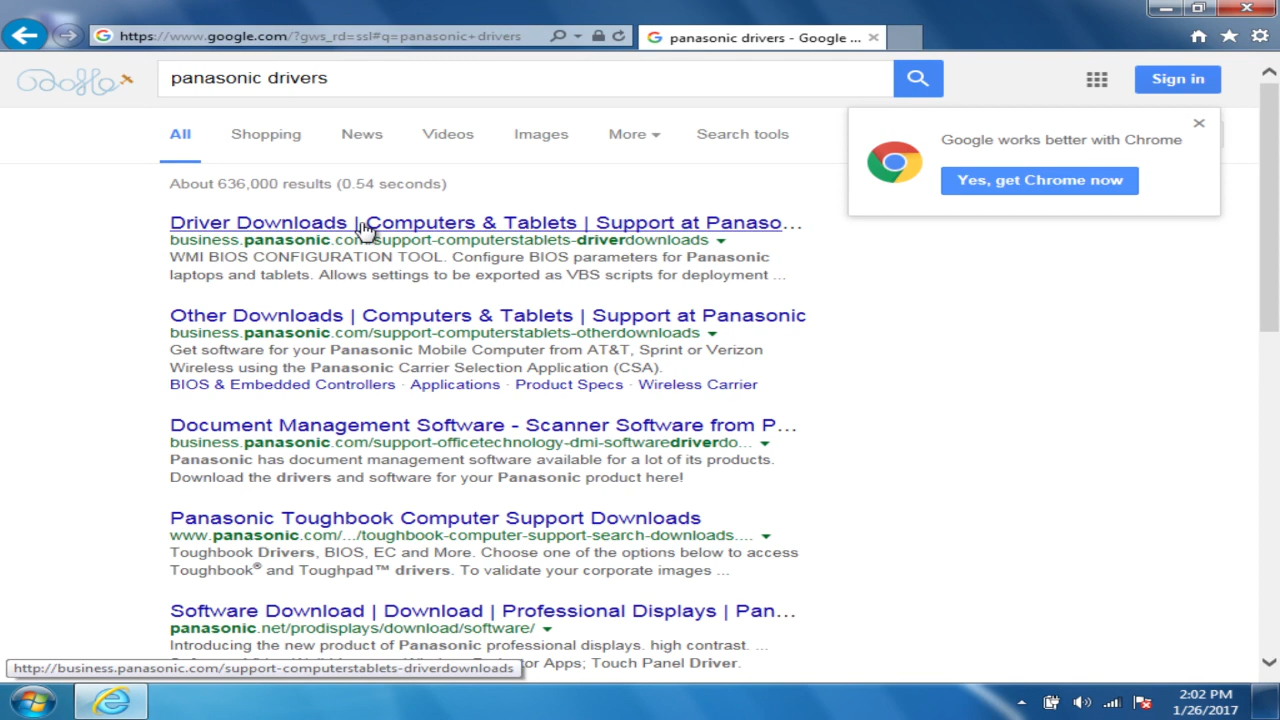 https://www.google.com/?gws_rd=ssl#q=panasonic+drivers
panasonic drivers - Google ...
Google
panasonic drivers
Sign in
All
Shopping
News
Videos
Images
More
Search tools
Google works better with Chrome
Yes, get Chrome now
About 636,000 results (0.54 seconds)
Driver Downloads | Computers & Tablets | Support at Panaso...
business.panasonic.com/support-computerstablets-driverdownloads
WMI BIOS CONFIGURATION TOOL. Configure BIOS parameters for Panasonic
laptops and tablets. Allows settings to be exported as VBS scripts for deployment ...
Other Downloads | Computers & Tablets | Support at Panasonic
business.panasonic.com/support-computerstablets-otherdownloads
Get software for your Panasonic Mobile Computer from AT&T, Sprint or Verizon
Wireless using the Panasonic Carrier Selection Application (CSA).
BIOS & Embedded Controllers · Applications · Product Specs · Wireless Carrier
Document Management Software - Scanner Software from P...
business.panasonic.com/support-officetechnology-dmi-softwaredriverdo...
Panasonic has document management software available for a lot of its products.
Download the drivers and software for your Panasonic product here!
Panasonic Toughbook Computer Support Downloads
www.panasonic.com/.../toughbook-computer-support-search-downloads....
Toughbook Drivers, BIOS, EC and More. Choose one of the options below to access
Toughbook® and Toughpad™ drivers. To validate your corporate images ...
Software Download | Download | Professional Displays | Pan...
panasonic.net/prodisplays/download/software/
Introducing the new product of Panasonic professional displays. high contrast. ...
or Apps; Touch Panel Driver.
http://business.panasonic.com/support-computerstablets-driverdownloads
2:02 PM
1/26/2017